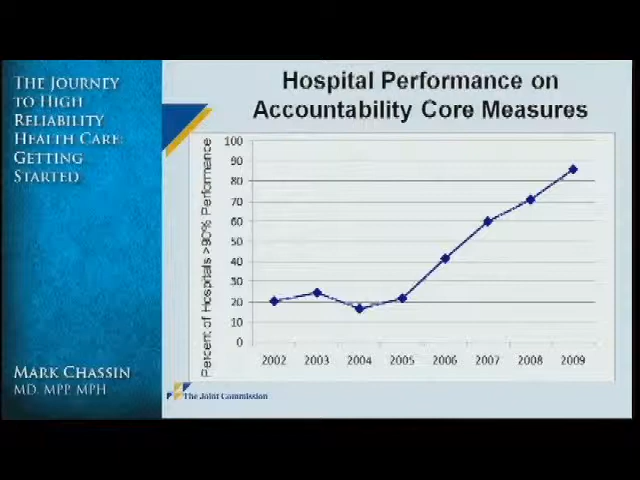 THE JOURNEY
TO HIGH
RELIABILITY
HEALTH CARE:
GETTING
STARTED
MARK CHASSIN
MD, MPP, MPH
Hospital Performance on
Accountability Core Measures
Percent of Hospitals >90% Performance
100
90
80
70
60
50
40
30
20
10
0
2002 2003 2004 2005 2006 2007 2008 2009
The Joint Commission